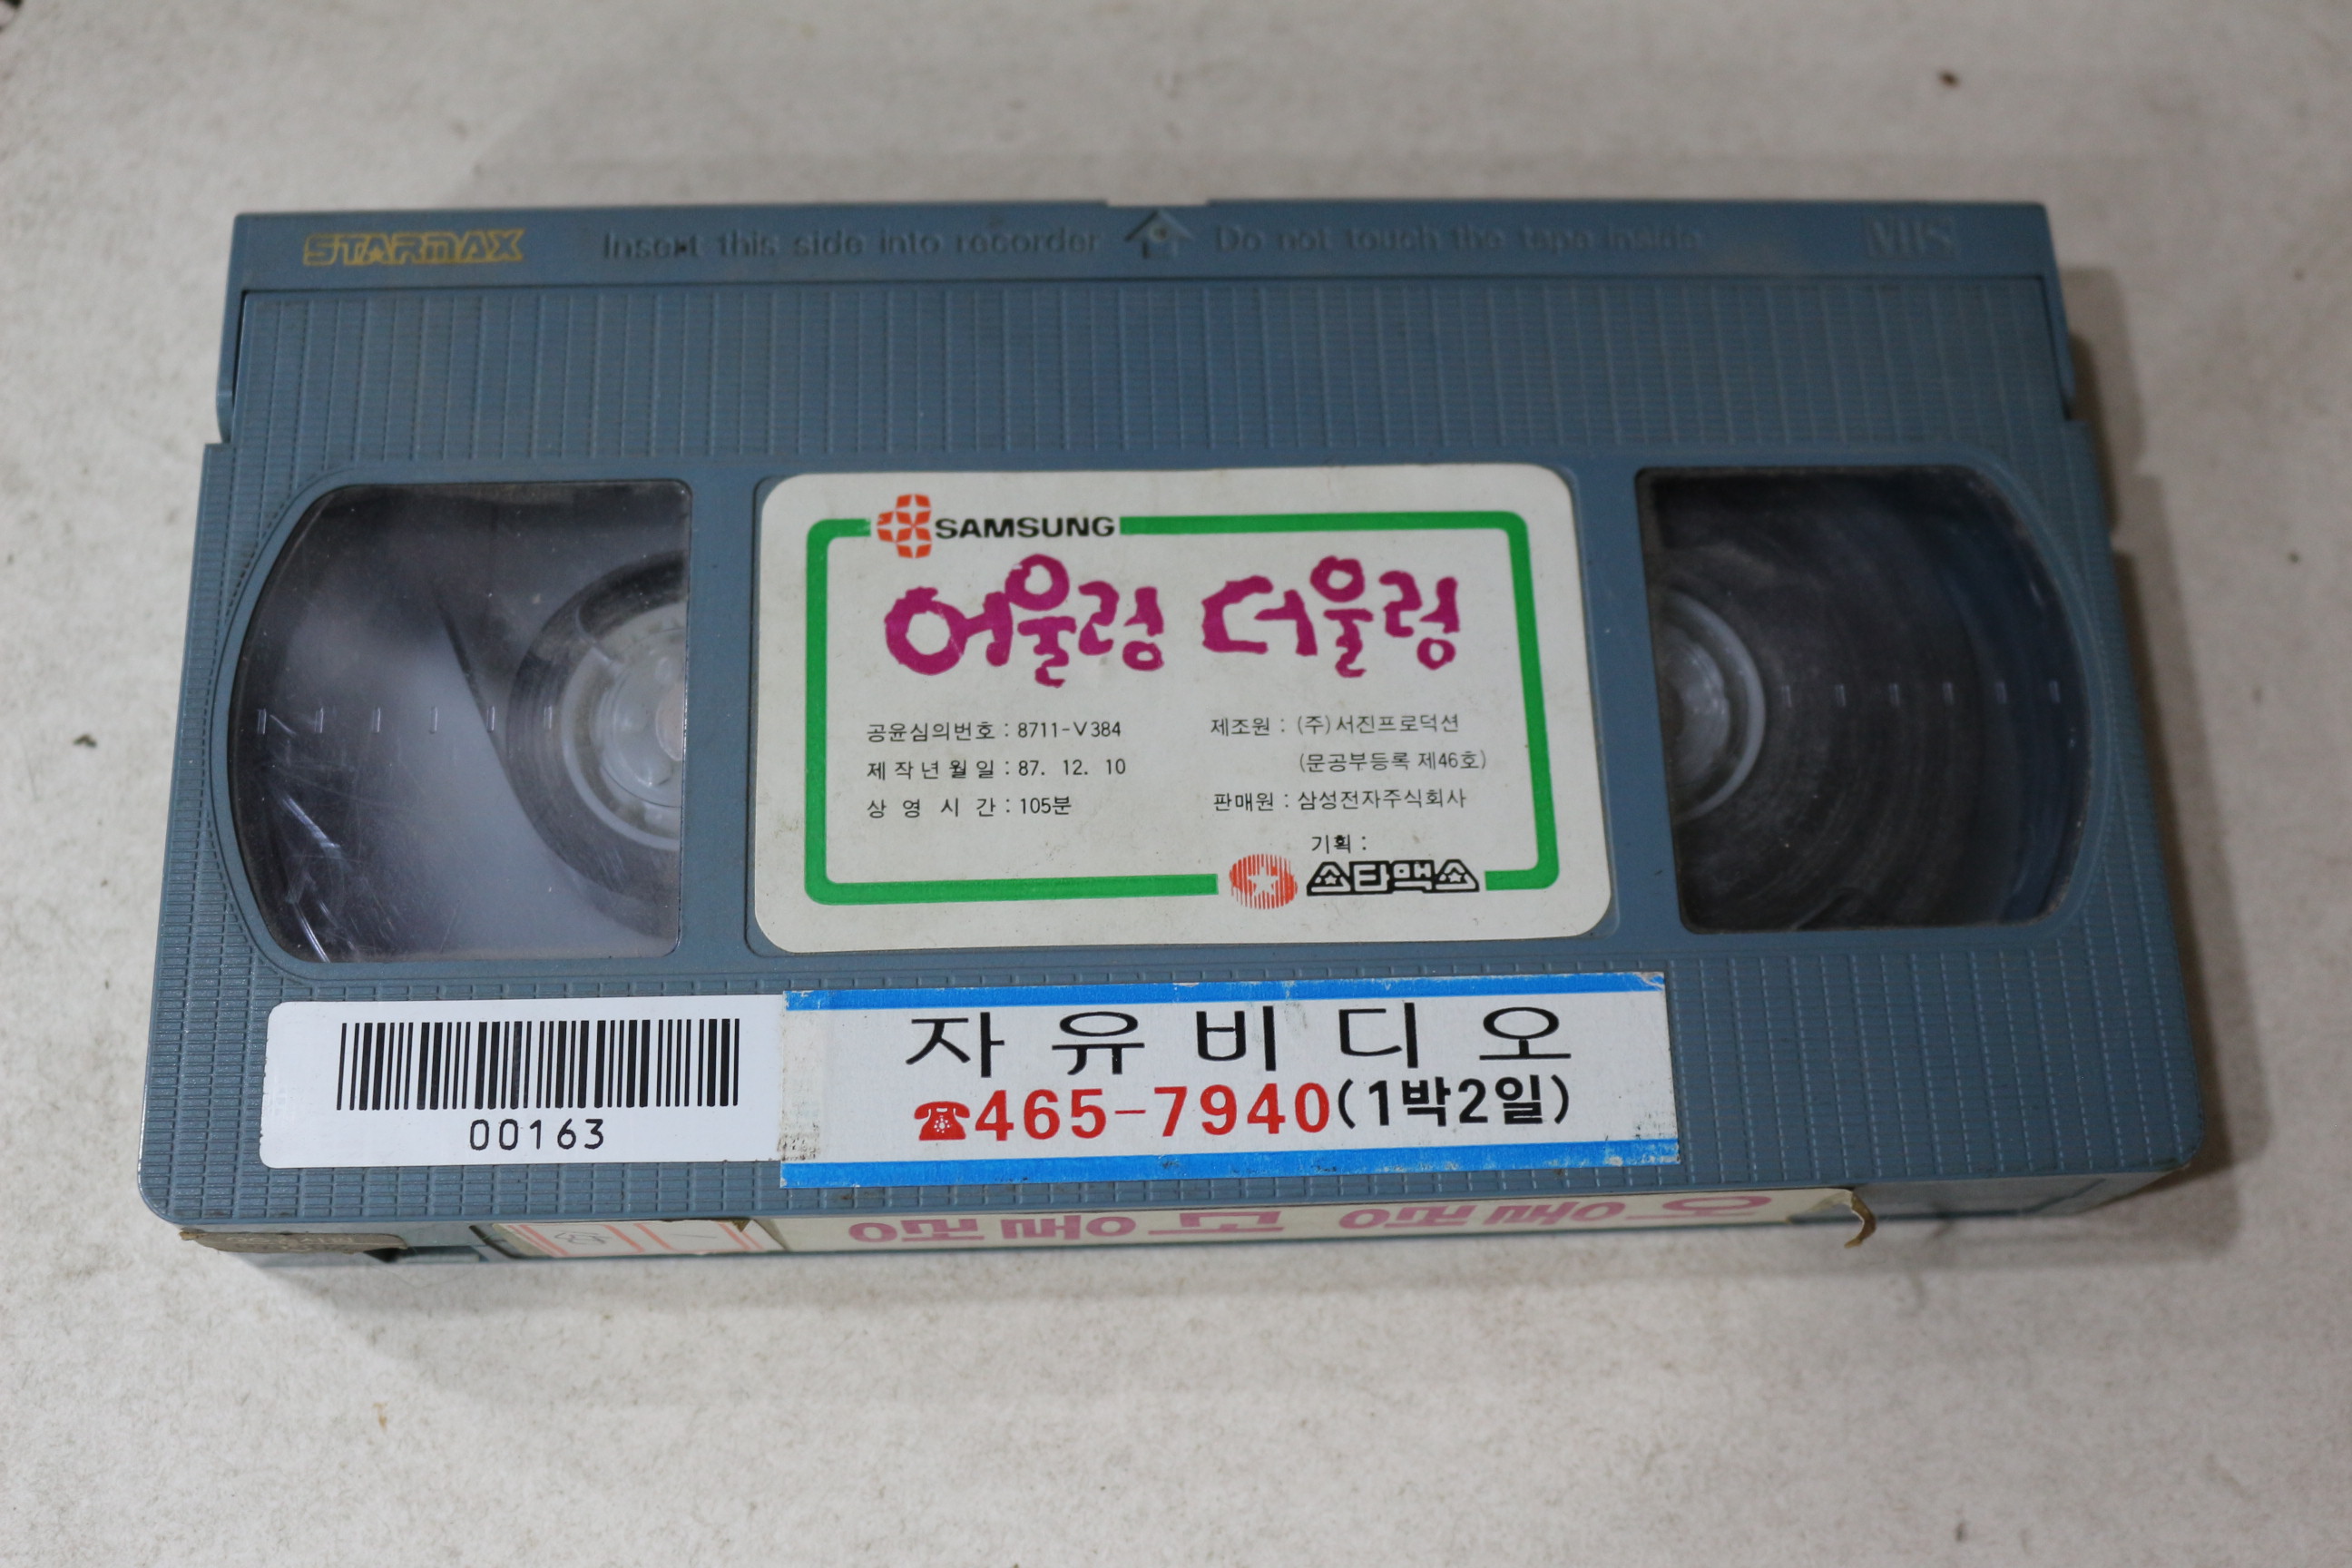 STARMAX Insert this side into recorder Do not touch the tape inside VHS
SAMSUNG
어울렁 더울렁
공윤심의번호 : 8711-V384
제작년월일 : 87. 12. 10
상영시간 : 105분
제조원 : (주)서진프로덕션
(문공부등록 제46호)
판매원 : 삼성전자주식회사
기획 :
스타맥스
00163
자유비디오
☎465-7940(1박2일)